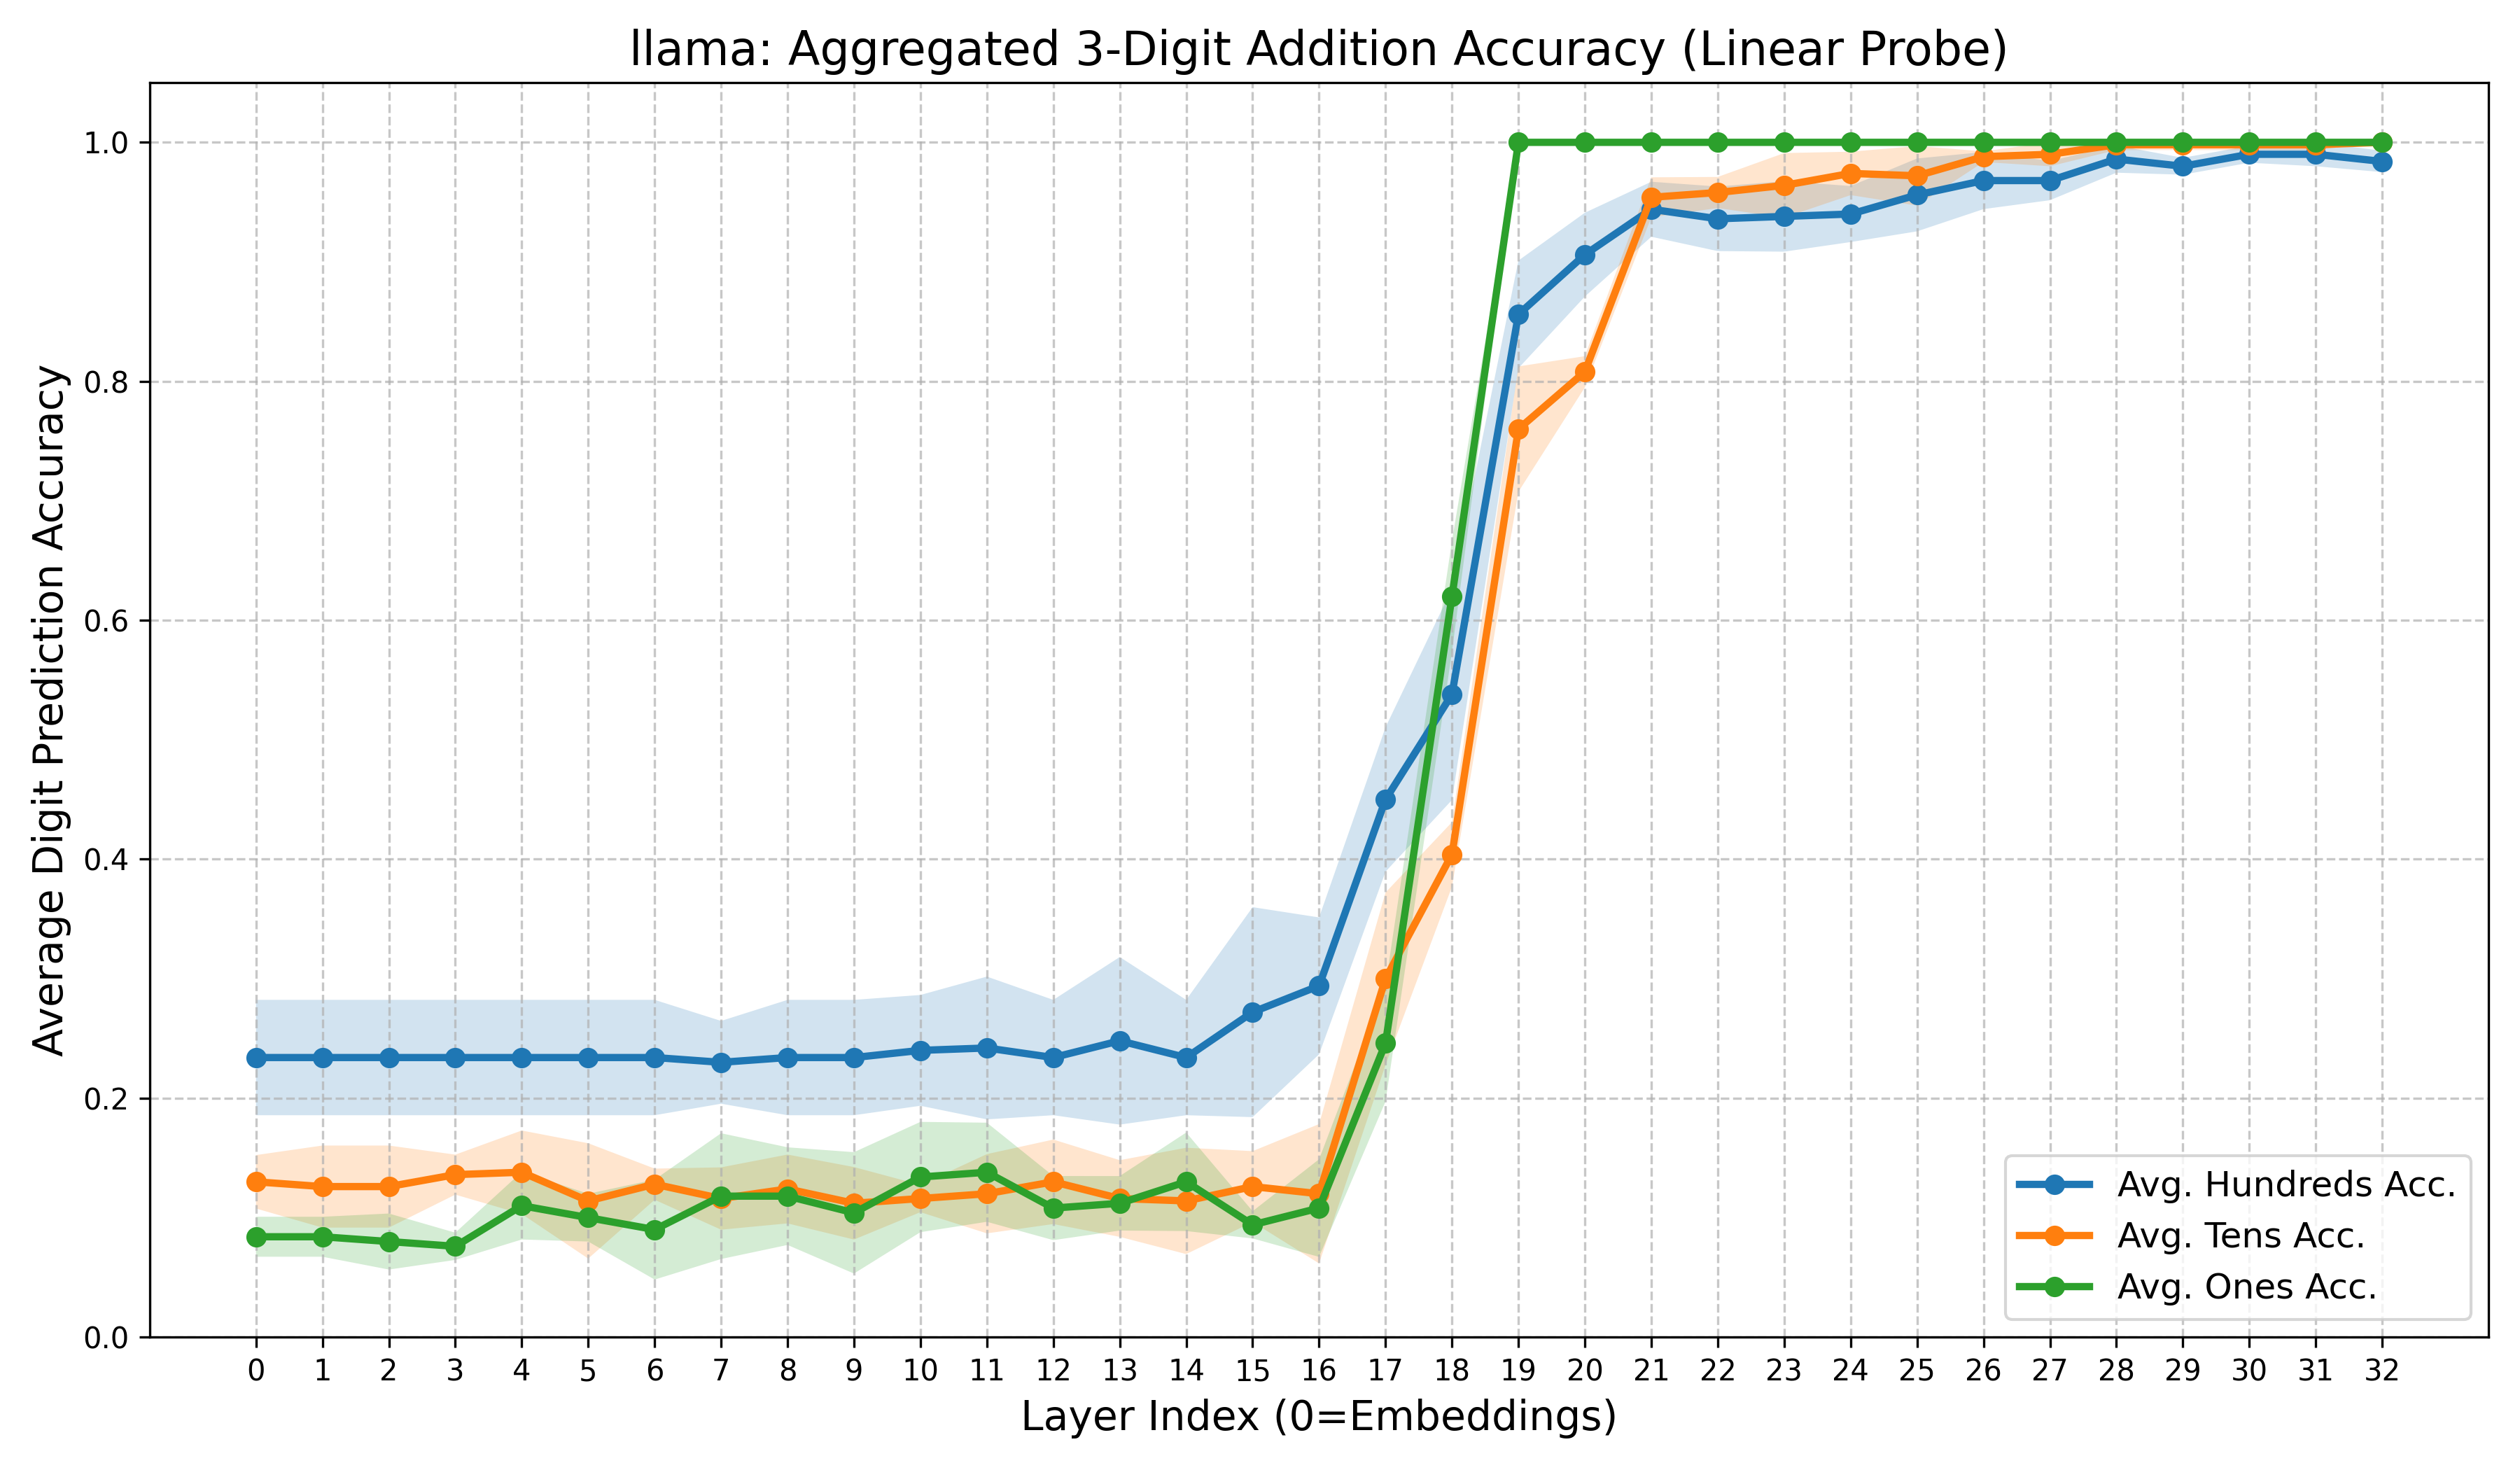 llama: Aggregated 3-Digit Addition Accuracy (Linear Probe)
Average Digit Prediction Accuracy
1.0
0.8
0.6
0.4
0.2
0.0
Avg. Hundreds Acc.
Avg. Tens Acc.
Avg. Ones Acc.
0 1 2 3 4 5 6 7 8 9 10 11 12 13 14 15 16 17 18 19 20 21 22 23 24 25 26 27 28 29 30 31 32
Layer Index (0=Embeddings)